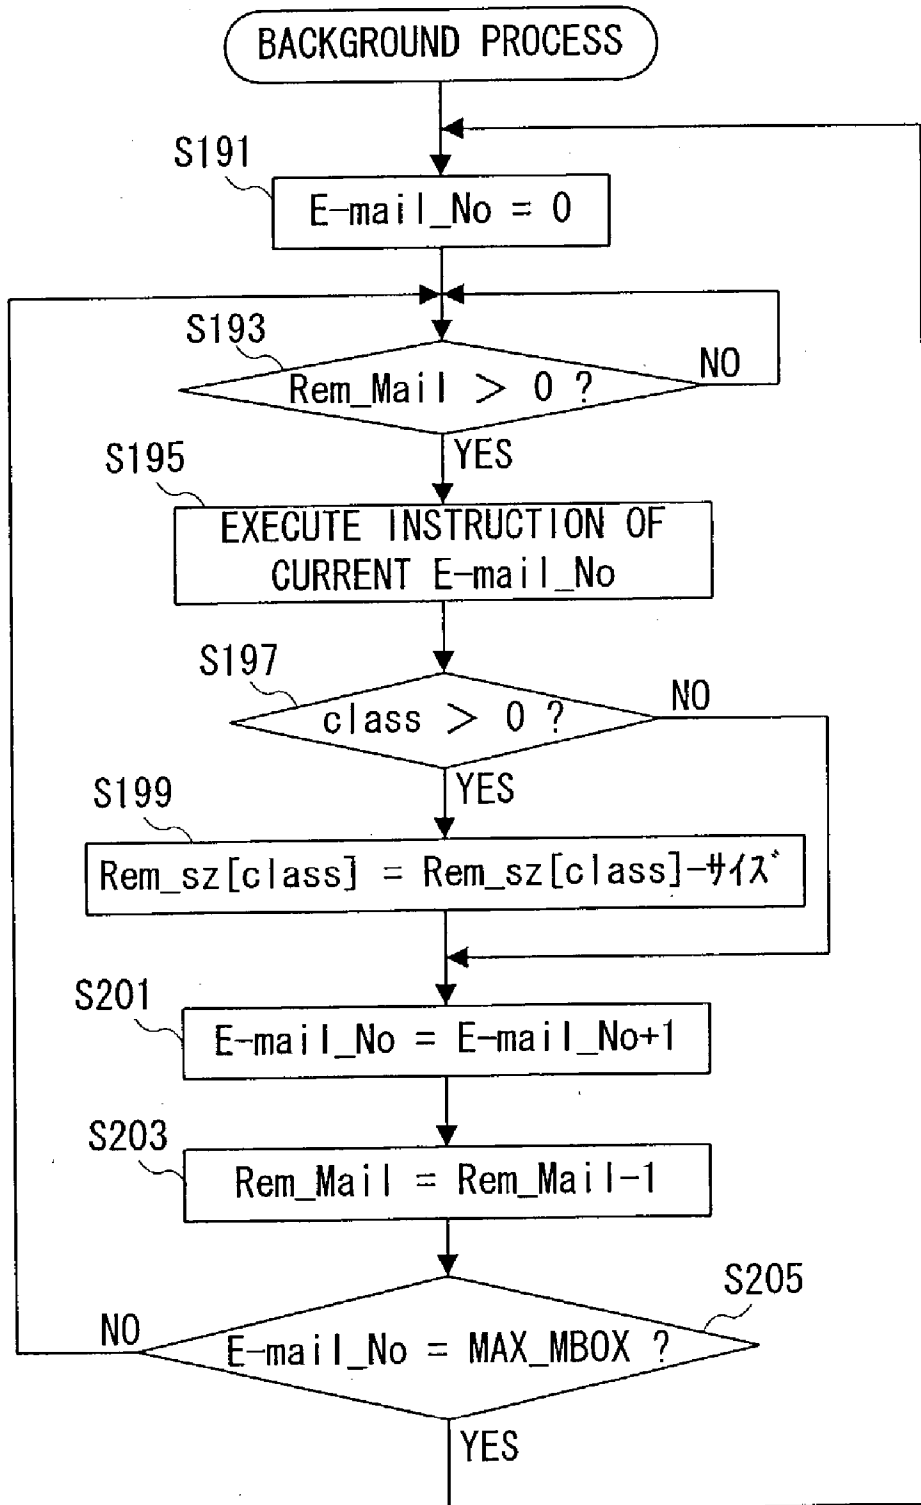 BACKGROUND PROCESS
S191
E-mail_No = 0
S193
Rem_Mail > 0 ?
NO
YES
S195
EXECUTE INSTRUCTION OF
CURRENT E-mail_No
S197
class > 0 ?
NO
YES
S199
Rem_sz[class] = Rem_sz[class]-サイズ
S201
E-mail_No = E-mail_No+1
S203
Rem_Mail = Rem_Mail-1
S205
NO
E-mail_No = MAX_MBOX ?
YES